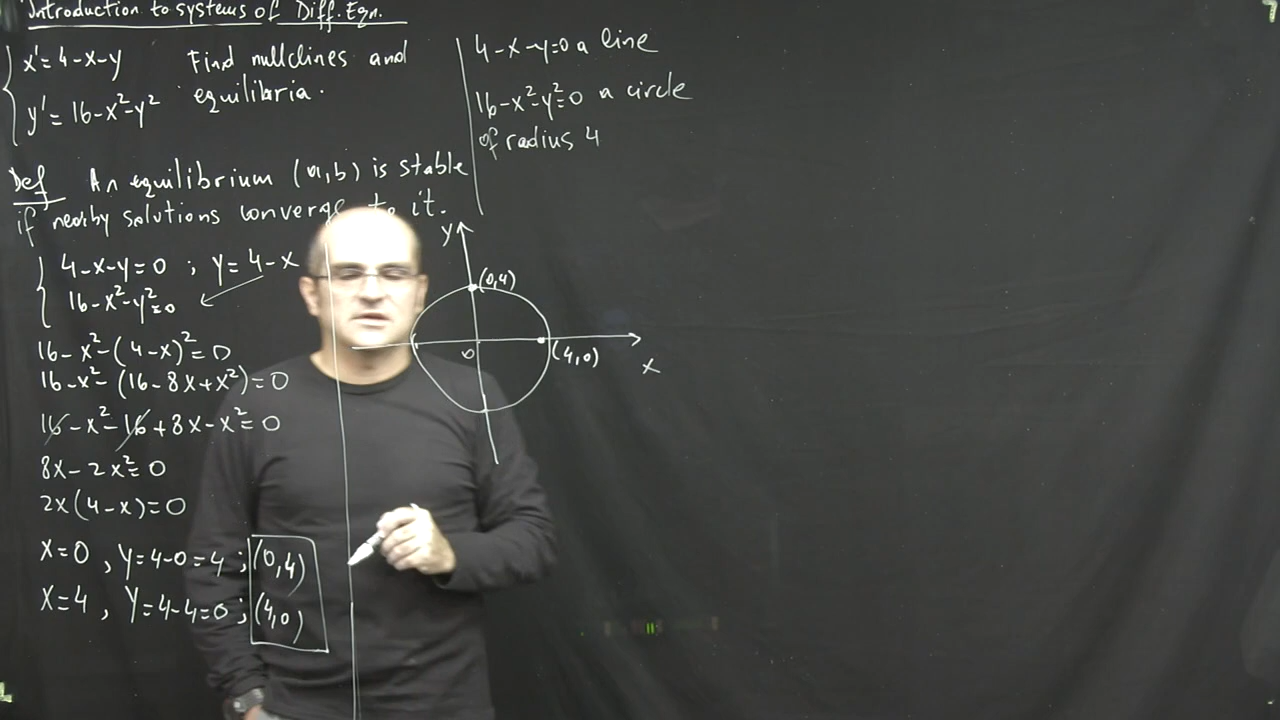 Introduction to systems of Diff. Eqn.
x' = 4-x-y
y' = 16-x²-y²
Find nullclines and
equilibria.
Def An equilibrium (a,b) is stable
if nearby solutions converge to it.
4-x-y=0 ; y=4-x
16-x²-y²=0
16-x²-(4-x)²=0
16-x²-(16-8x+x²)=0
16-x²-16+8x-x²=0
8x-2x²=0
2x(4-x)=0
x=0, y=4-0=4; (0,4)
x=4, y=4-4=0; (4,0)
4-x-y=0 a line
16-x²-y²=0 a circle
of radius 4
y
(0,4)
0
(4,0)
x